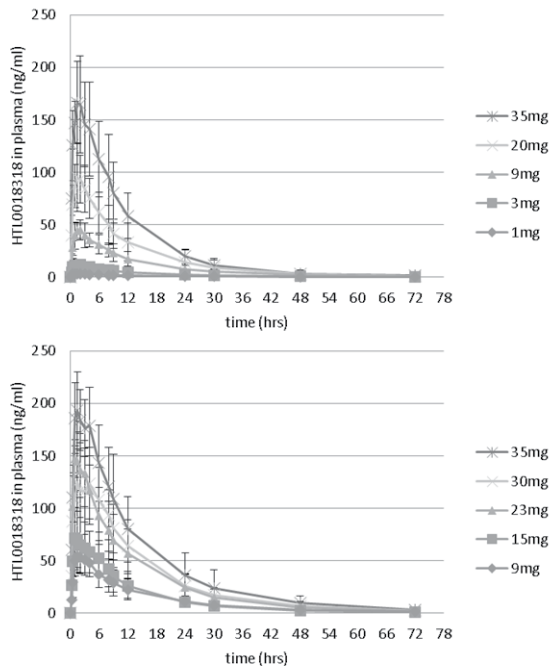 250
200
150
100
50
0
HTL0018318 in plasma (ng/ml)
0 6 12 18 24 30 36 42 48 54 60 66 72 78
time (hrs)
35mg
20mg
9mg
3mg
1mg
250
200
150
100
50
0
HTL0018318 in plasma (ng/ml)
0 6 12 18 24 30 36 42 48 54 60 66 72 78
time (hrs)
35mg
30mg
23mg
15mg
9mg